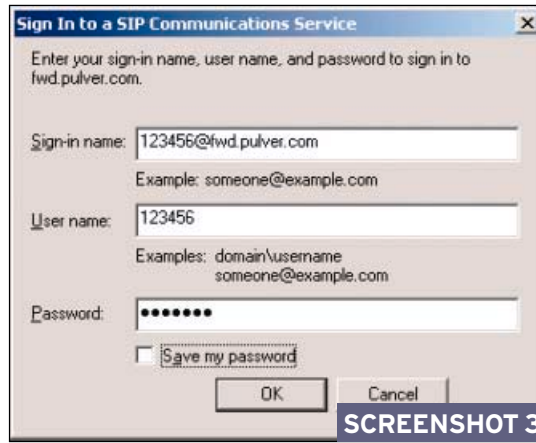 Sign In to a SIP Communications Service
Enter your sign-in name, user name, and password to sign in to
fwd.pulver.com.
Sign-in name: 123456@fwd.pulver.com
Example: someone@example.com
User name: 123456
Examples: domain\username
someone@example.com
Password: •••••••
Save my password
OK Cancel
SCREENSHOT 3